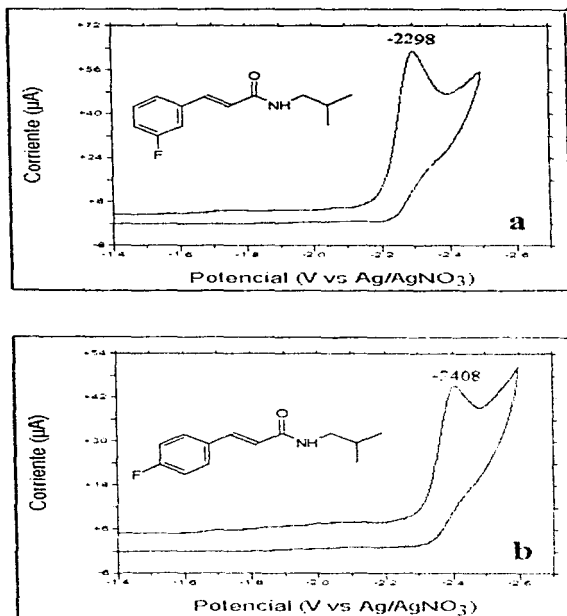 +72
-2298
+56
+40
+24
+8
-8
Corriente (µA)
O
NH
F
a
-1.4 -1.6 -1.8 -2.0 -2.2 -2.4 -2.6
Potencial (V vs Ag/AgNO3)
+54
-2408
+42
+30
+18
+6
-6
Corriente (µA)
O
NH
F
b
-1.4 -1.6 -1.8 -2.0 -2.2 -2.4 -2.6
Potencial (V vs Ag/AgNO3)